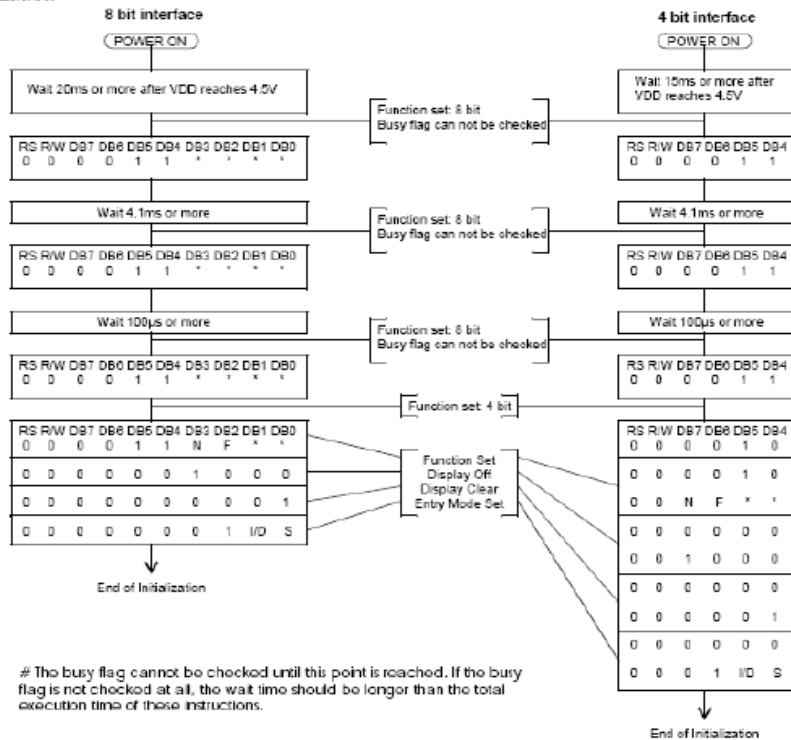 8 bit interface
POWER ON
Wait 20ms or more after VDD reaches 4.5V
RS R/W DB7 DB6 DB5 DB4 DB3 DB2 DB1 DB0
0 0 0 0 1 1 * * * *
Wait 4.1ms or more
RS R/W DB7 DB6 DB5 DB4 DB3 DB2 DB1 DB0
0 0 0 0 1 1 * * * *
Wait 100µs or more
RS R/W DB7 DB6 DB5 DB4 DB3 DB2 DB1 DB0
0 0 0 0 1 1 * * * *
RS R/W DB7 DB6 DB5 DB4 DB3 DB2 DB1 DB0
0 0 0 0 1 1 N F * *
0 0 0 0 0 0 1 0 0 0
0 0 0 0 0 0 0 0 0 1
0 0 0 0 0 0 0 1 I/D S
End of Initialization
Function set: 8 bit
Busy flag can not be checked
Function set: 8 bit
Busy flag can not be checked
Function set: 8 bit
Busy flag can not be checked
Function set: 4 bit
Function Set
Display Off
Display Clear
Entry Mode Set
4 bit interface
POWER ON
Wait 15ms or more after
VDD reaches 4.5V
RS R/W DB7 DB6 DB5 DB4
0 0 0 0 1 1
Wait 4.1ms or more
RS R/W DB7 DB6 DB5 DB4
0 0 0 0 1 1
Wait 100µs or more
RS R/W DB7 DB6 DB5 DB4
0 0 0 0 1 1
RS R/W DB7 DB6 DB5 DB4
0 0 0 0 1 0
0 0 0 0 1 0
0 0 N F * *
0 0 0 0 0 0
0 0 1 0 0 0
0 0 0 0 0 0
0 0 0 0 0 1
0 0 0 0 0 0
0 0 0 1 I/D S
End of Initialization
# The busy flag cannot be checked until this point is reached. If the busy
flag is not checked at all, the wait time should be longer than the total
execution time of these instructions.